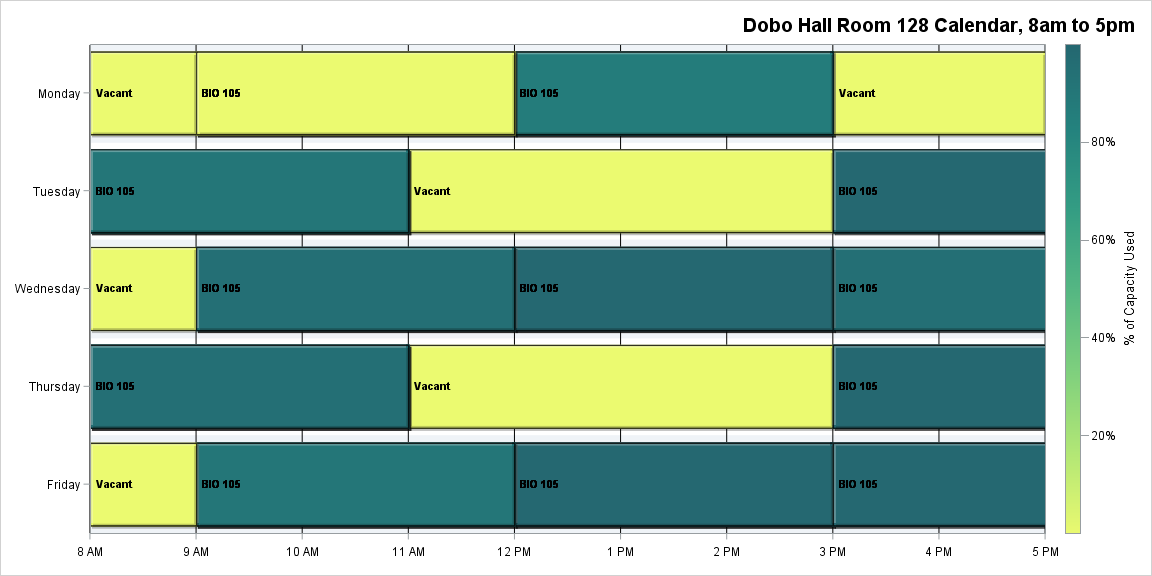 Dobo Hall Room 128 Calendar, 8am to 5pm
Monday
Vacant
BIO 105
BIO 105
Vacant
Tuesday
BIO 105
Vacant
BIO 105
Wednesday
Vacant
BIO 105
BIO 105
BIO 105
Thursday
BIO 105
Vacant
BIO 105
Friday
Vacant
BIO 105
BIO 105
BIO 105
8 AM
9 AM
10 AM
11 AM
12 PM
1 PM
2 PM
3 PM
4 PM
5 PM
80%
60%
40%
20%
% of Capacity Used